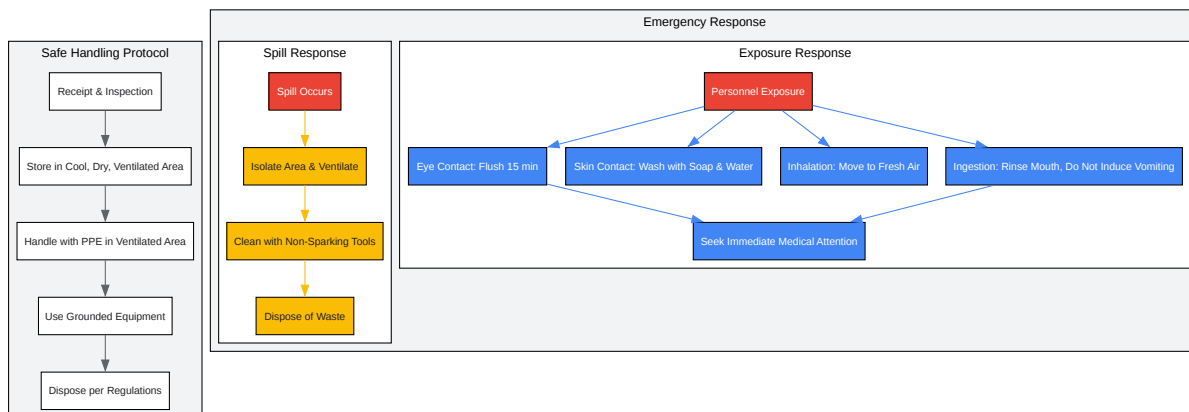 Emergency Response
Safe Handling Protocol
Receipt & Inspection
Store in Cool, Dry, Ventilated Area
Handle with PPE in Ventilated Area
Use Grounded Equipment
Dispose per Regulations
Spill Response
Spill Occurs
Isolate Area & Ventilate
Clean with Non-Sparking Tools
Dispose of Waste
Exposure Response
Personnel Exposure
Eye Contact: Flush 15 min
Skin Contact: Wash with Soap & Water
Inhalation: Move to Fresh Air
Ingestion: Rinse Mouth, Do Not Induce Vomiting
Seek Immediate Medical Attention